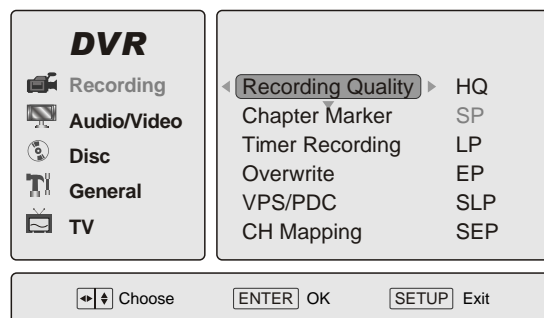 DVR
Recording
Audio/Video
Disc
General
TV
Recording Quality HQ
Chapter Marker SP
Timer Recording LP
Overwrite EP
VPS/PDC SLP
CH Mapping SEP
Choose ENTER OK SETUP Exit